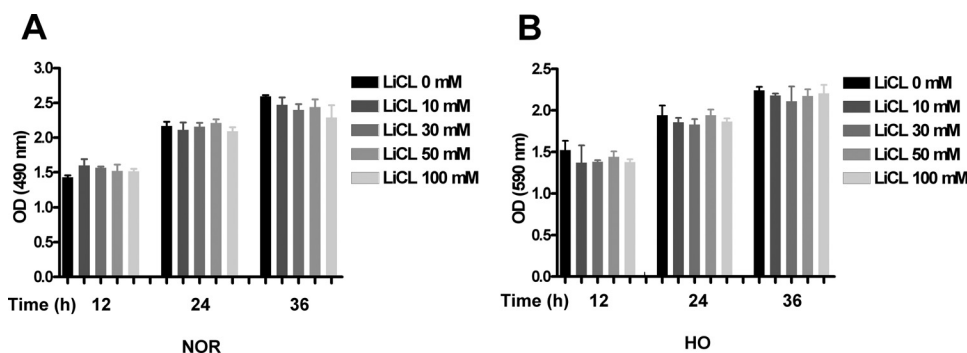 A
3.0
2.5
2.0
1.5
1.0
0.5
0.0
OD (490 nm)
LiCL 0 mM
LiCL 10 mM
LiCL 30 mM
LiCL 50 mM
LiCL 100 mM
Time (h) 12 24 36
NOR
B
2.5
2.0
1.5
1.0
0.5
0.0
OD (590 nm)
LiCL 0 mM
LiCL 10 mM
LiCL 30 mM
LiCL 50 mM
LiCL 100 mM
Time (h) 12 24 36
HO